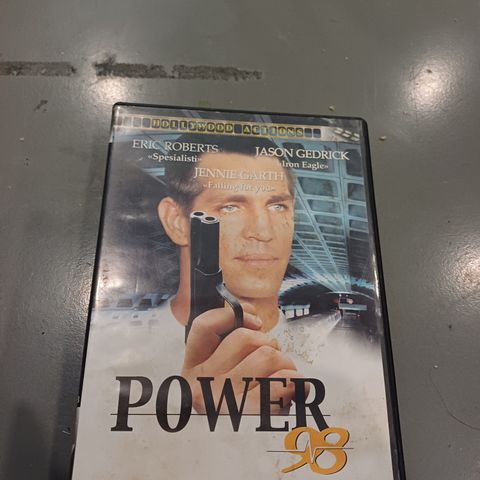 HOLLYWOOD ACTIONS
ERIC ROBERTS
«Spesialisti»
JASON GEDRICK
«Iron Eagle»
JENNIE GARTH
«Falling for you»
POWER
98